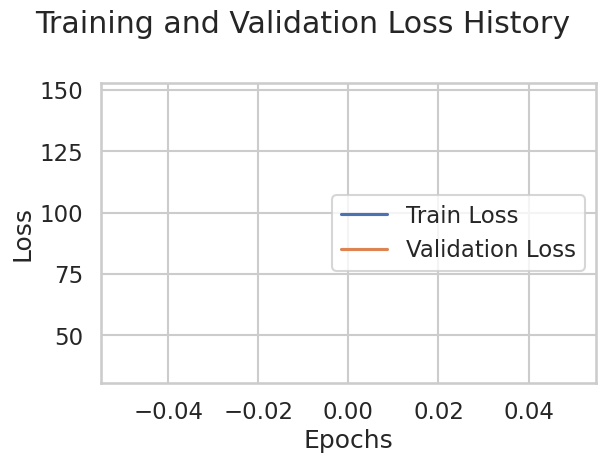 Training and Validation Loss History
150
125
100
75
50
Loss
Train Loss
Validation Loss
−0.04
−0.02
0.00
0.02
0.04
Epochs